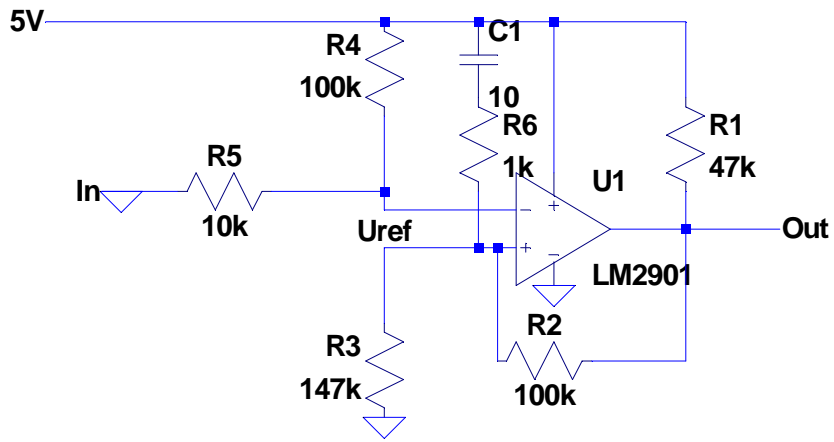 5V
C1
R4
100k
10
R6
1k
R1
47k
R5
In
10k
U1
Uref
Out
LM2901
R2
100k
R3
147k